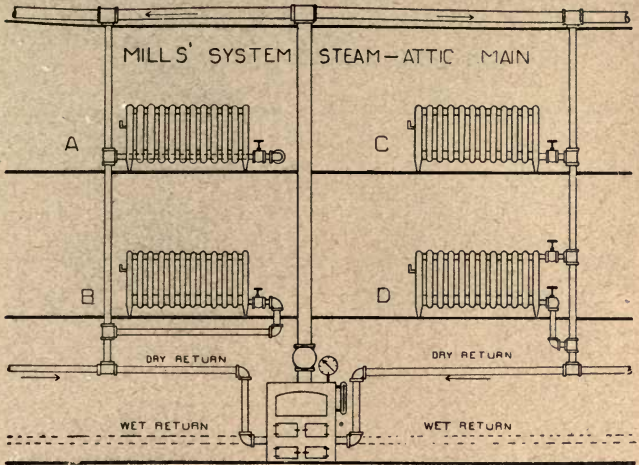 MILLS' SYSTEM STEAM-ATTIC MAIN
A
C
B
D
DRY RETURN
DRY RETURN
WET RETURN
WET RETURN